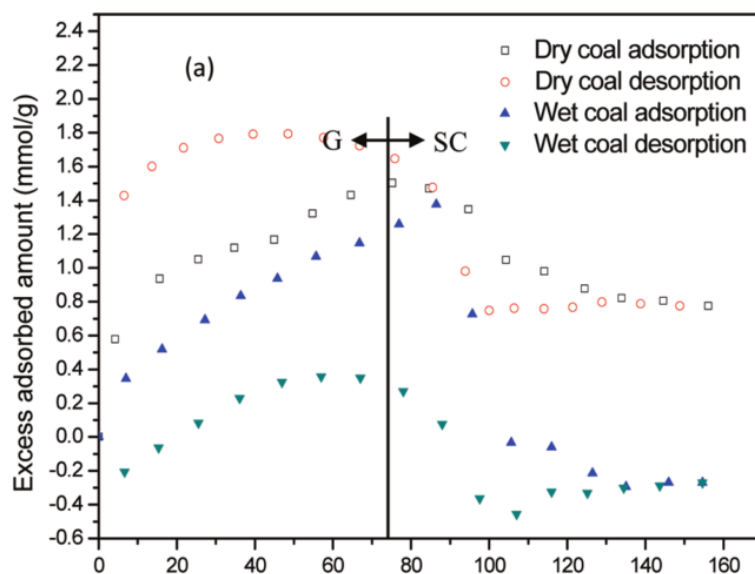 2.4
2.2
2.0
1.8
1.6
1.4
1.2
1.0
0.8
0.6
0.4
0.2
0.0
-0.2
-0.4
-0.6
Excess adsorbed amount (mmol/g)
(a)
Dry coal adsorption
Dry coal desorption
Wet coal adsorption
Wet coal desorption
G SC
0 20 40 60 80 100 120 140 160